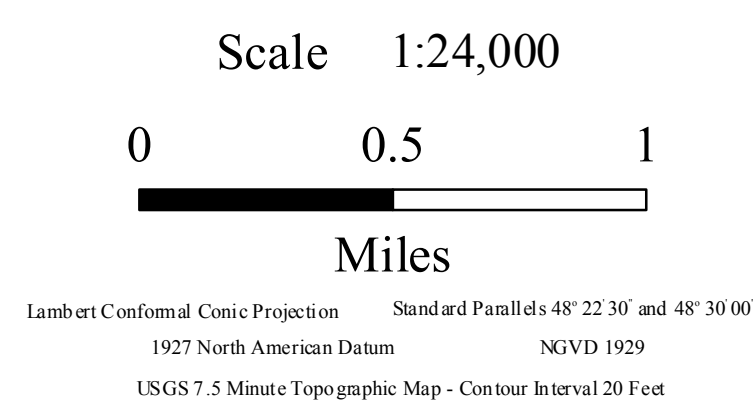 Scale 1:24,000
0 0.5 1
Miles
Lambert Conformal Conic Projection Standard Parallels 48° 22' 30" and 48° 30' 00"
1927 North American Datum NGVD 1929
USGS 7.5 Minute Topographic Map - Contour Interval 20 Feet